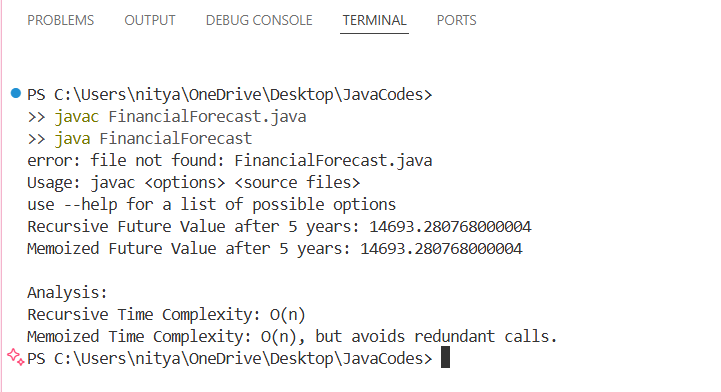 PROBLEMS OUTPUT DEBUG CONSOLE TERMINAL PORTS
PS C:\Users\nitya\OneDrive\Desktop\JavaCodes>
>> javac FinancialForecast.java
>> java FinancialForecast
error: file not found: FinancialForecast.java
Usage: javac <options> <source files>
use --help for a list of possible options
Recursive Future Value after 5 years: 14693.280768000004
Memoized Future Value after 5 years: 14693.280768000004
Analysis:
Recursive Time Complexity: O(n)
Memoized Time Complexity: O(n), but avoids redundant calls.
PS C:\Users\nitya\OneDrive\Desktop\JavaCodes>